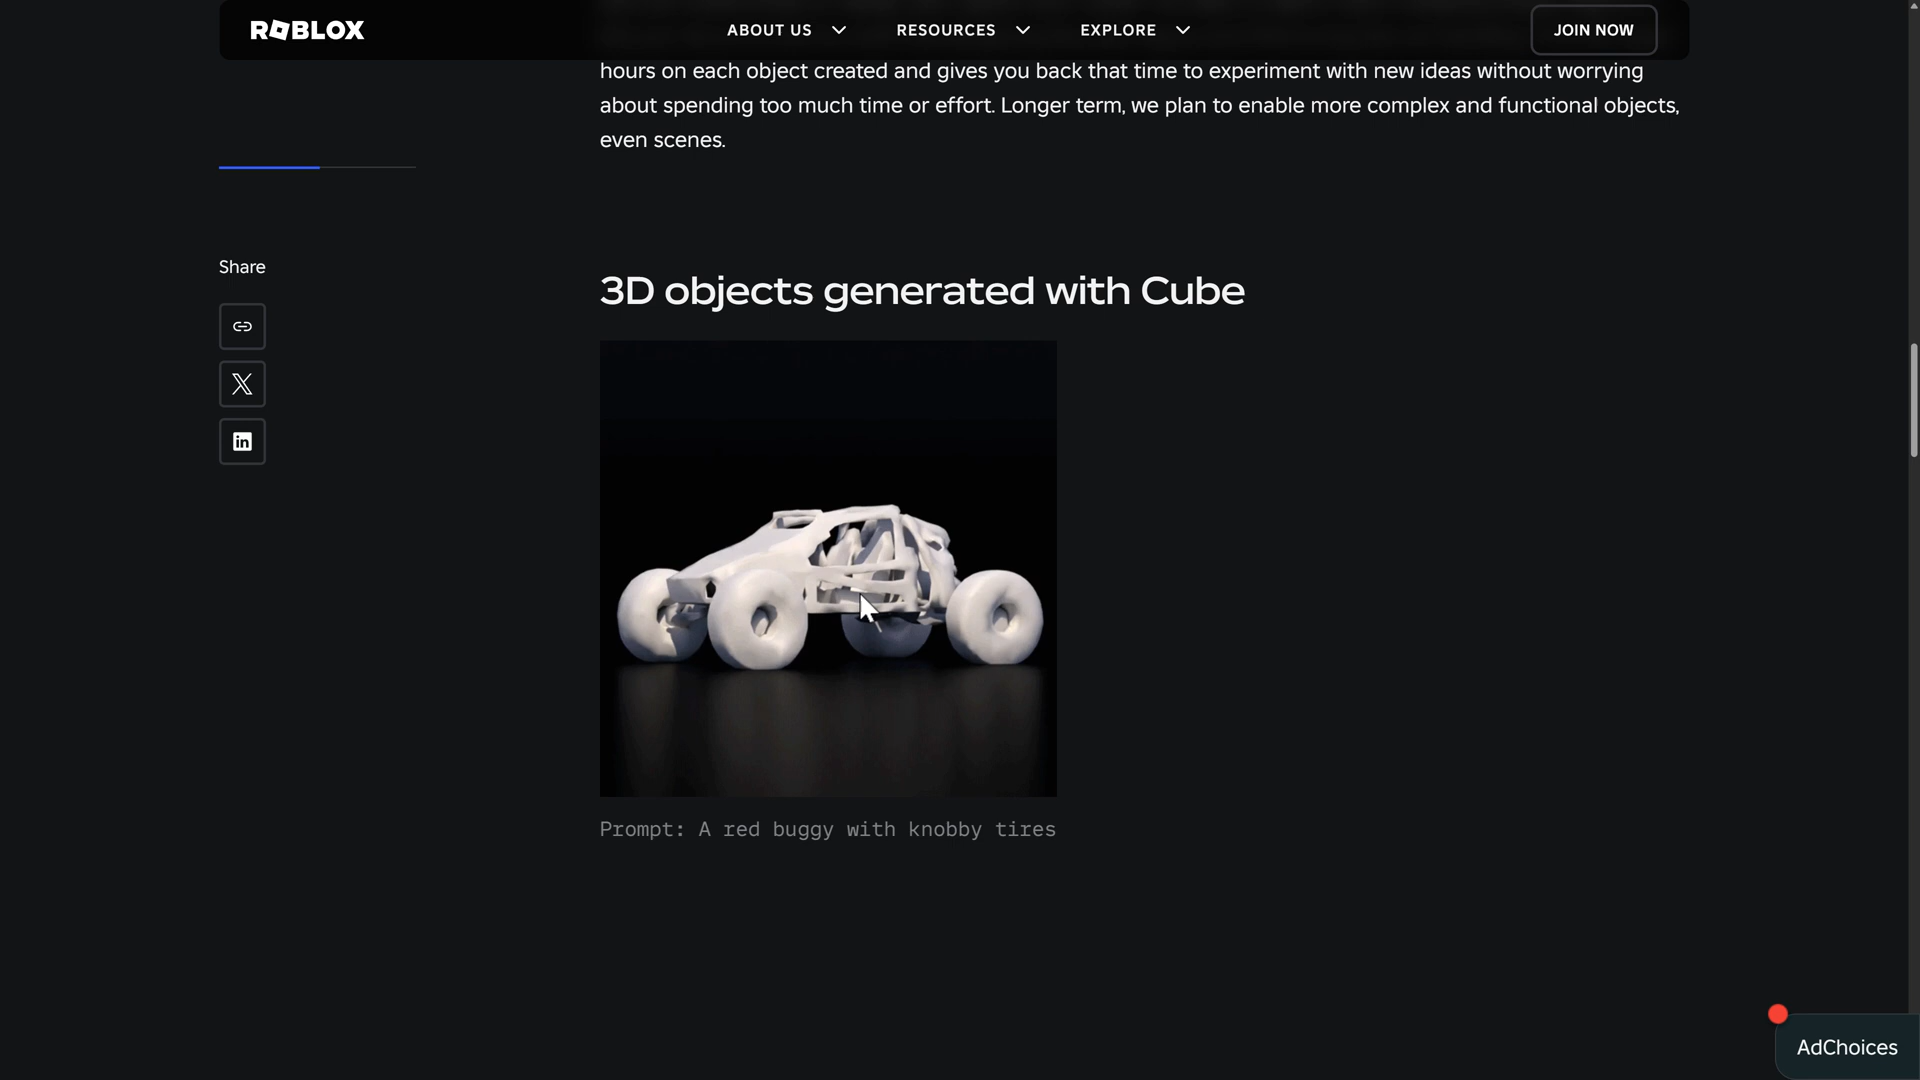 ROBLOX
ABOUT US
RESOURCES
EXPLORE
JOIN NOW
hours on each object created and gives you back that time to experiment with new ideas without worrying
about spending too much time or effort. Longer term, we plan to enable more complex and functional objects,
even scenes.
Share
in
3D objects generated with Cube
Prompt: A red buggy with knobby tires
AdChoices